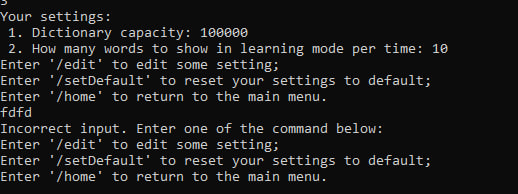 3
Your settings:
1. Dictionary capacity: 100000
2. How many words to show in learning mode per time: 10
Enter '/edit' to edit some setting;
Enter '/setDefault' to reset your settings to default;
Enter '/home' to return to the main menu.
fdfd
Incorrect input. Enter one of the command below:
Enter '/edit' to edit some setting;
Enter '/setDefault' to reset your settings to default;
Enter '/home' to return to the main menu.